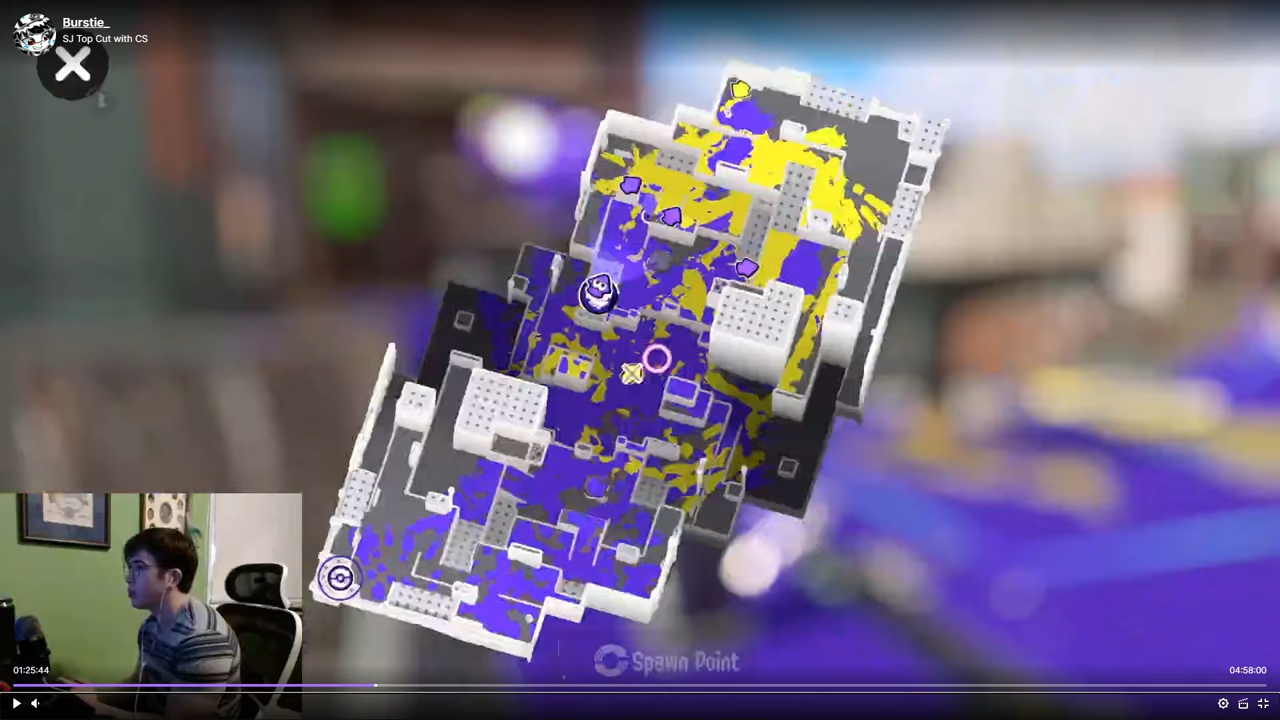 Burstie_
SJ Top Cut with CS
Spawn Point
01:25:44
04:58:00